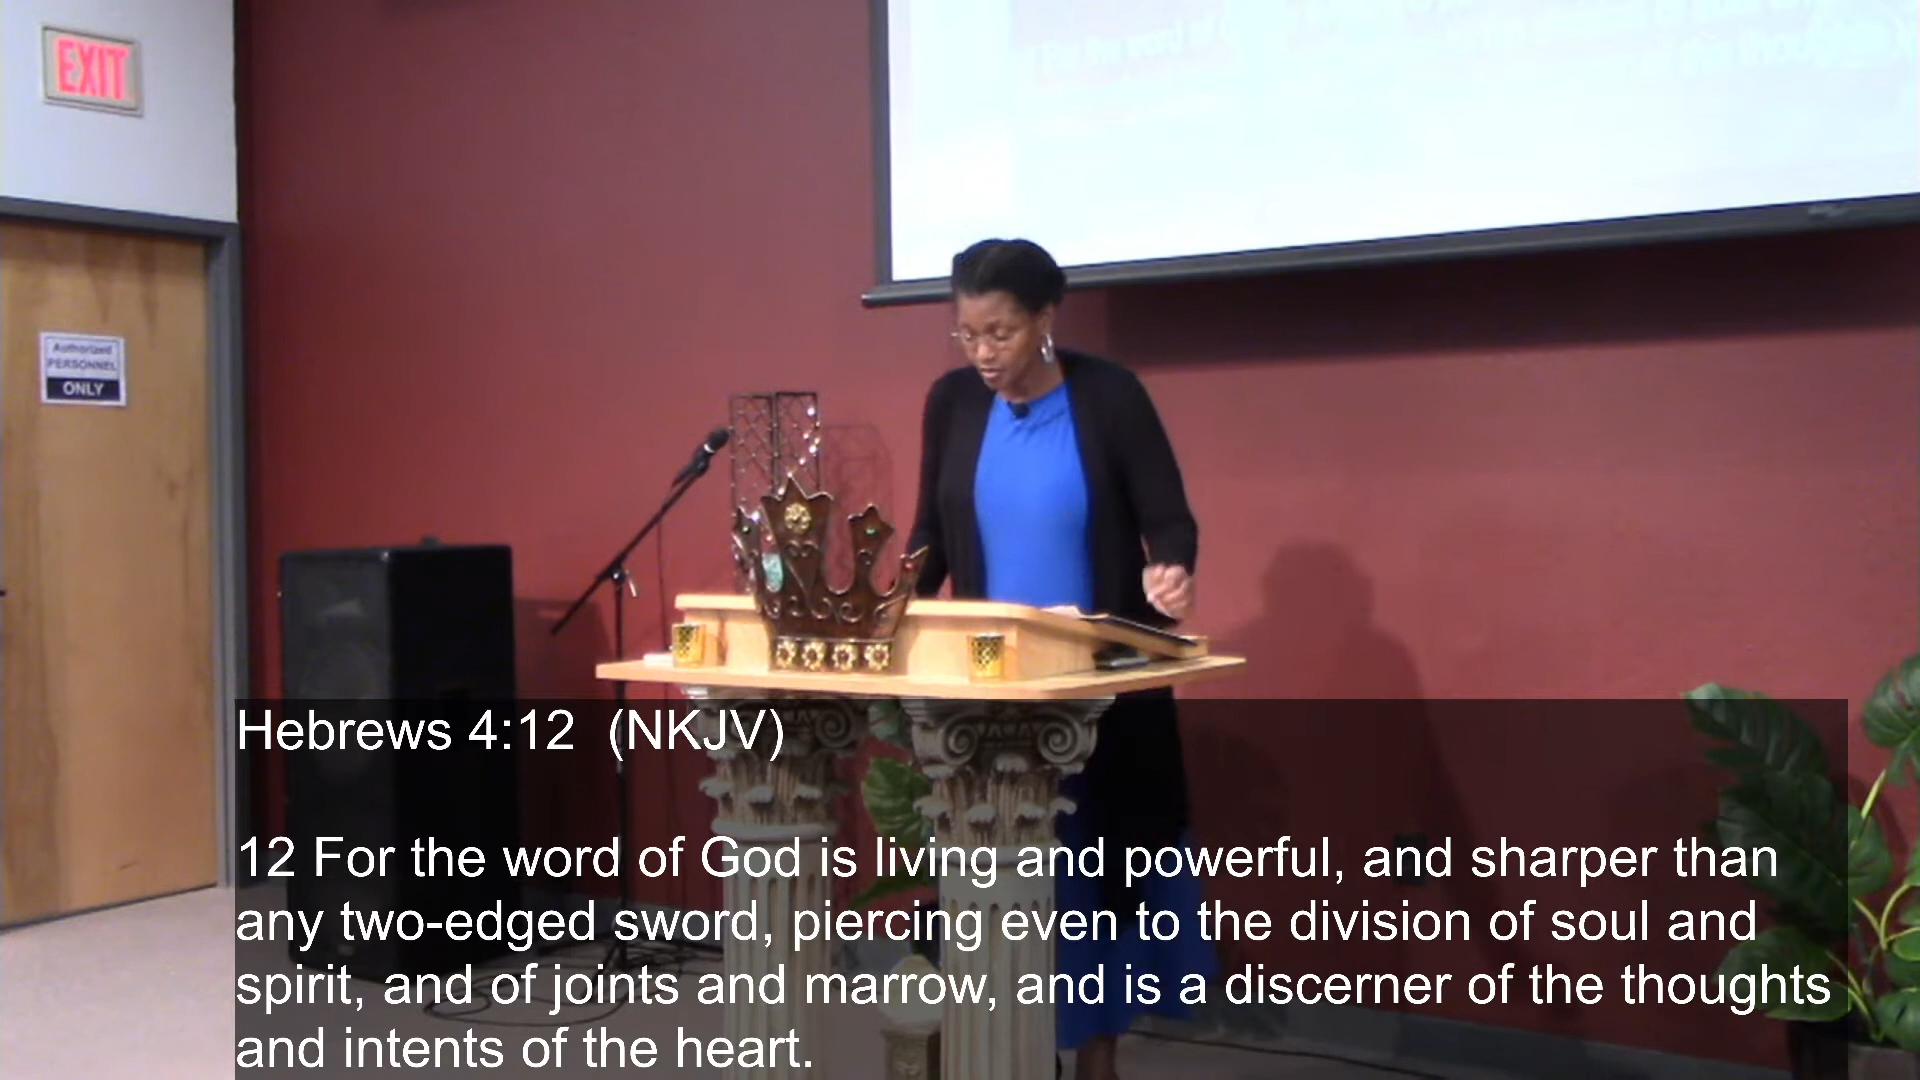 EXIT
Authorized
PERSONNEL
ONLY
Hebrews 4:12 (NKJV)
12 For the word of God is living and powerful, and sharper than
any two-edged sword, piercing even to the division of soul and
spirit, and of joints and marrow, and is a discerner of the thoughts
and intents of the heart.